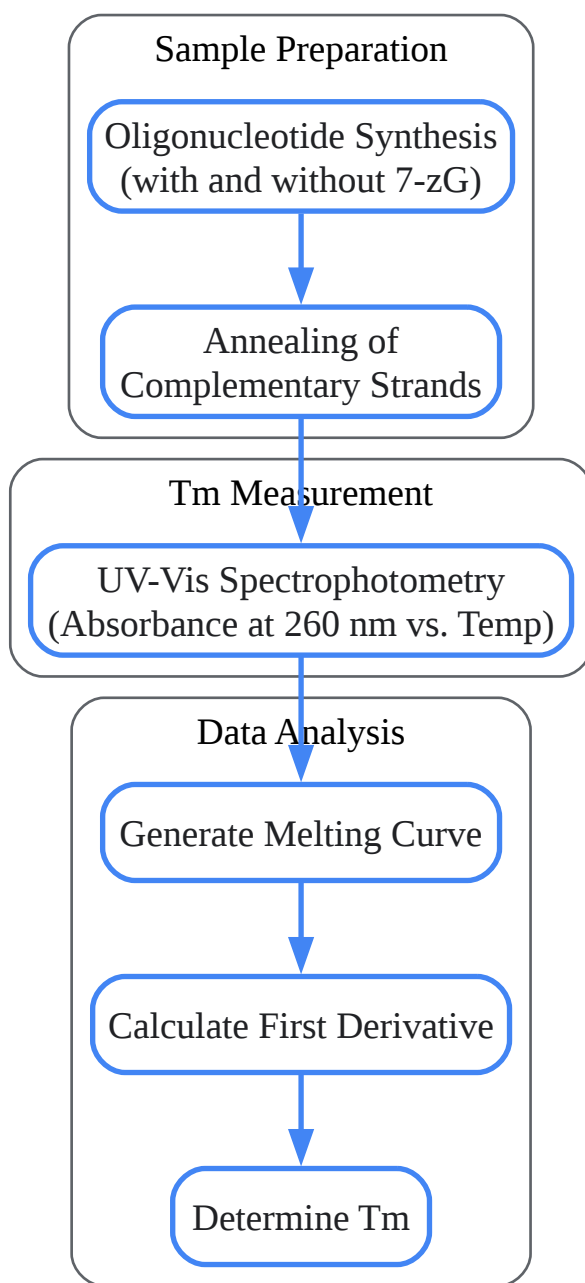 Sample Preparation
Oligonucleotide Synthesis
(with and without 7-zG)
Annealing of
Complementary Strands
Tm Measurement
UV-Vis Spectrophotometry
(Absorbance at 260 nm vs. Temp)
Data Analysis
Generate Melting Curve
Calculate First Derivative
Determine Tm